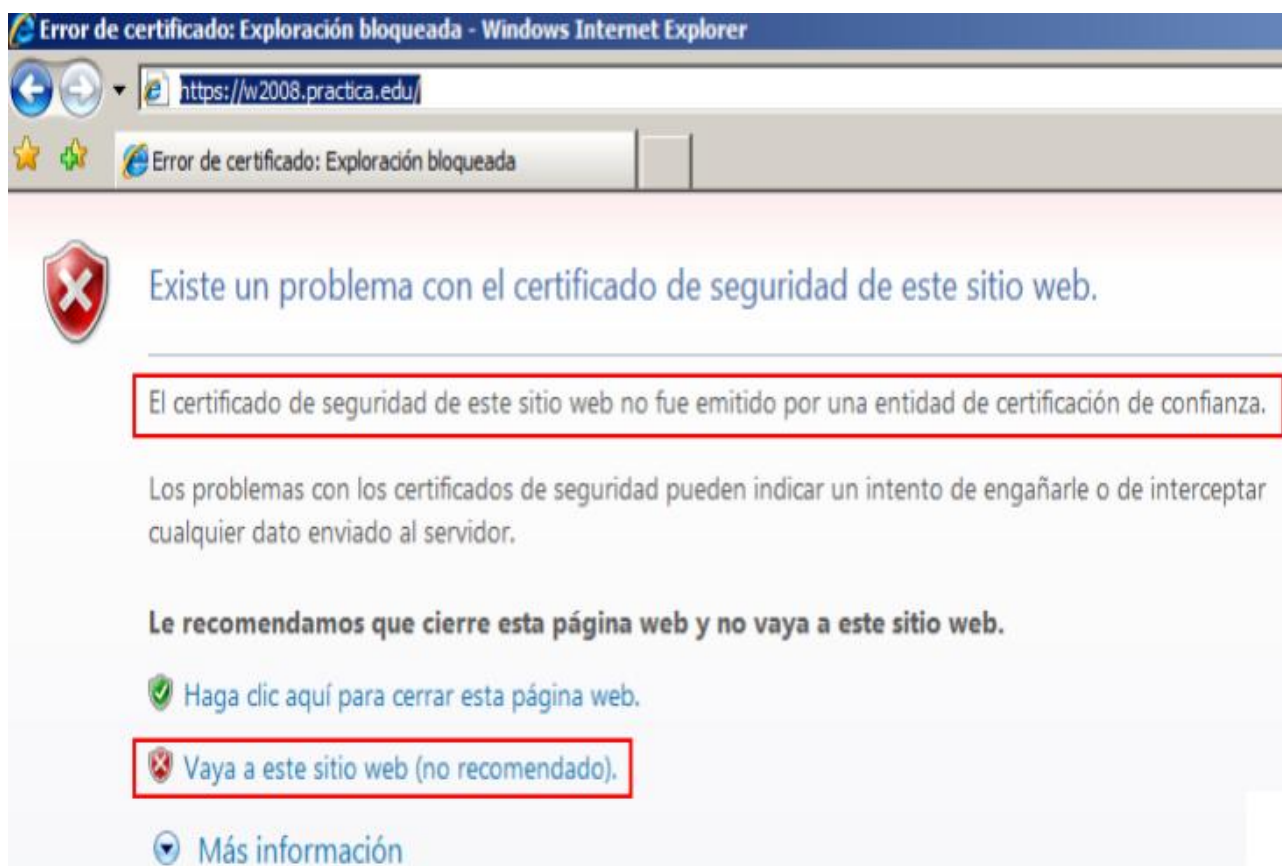 Error de certificado: Exploración bloqueada - Windows Internet Explorer
https://w2008.practica.edu/
Error de certificado: Exploración bloqueada
Existe un problema con el certificado de seguridad de este sitio web.
El certificado de seguridad de este sitio web no fue emitido por una entidad de certificación de confianza.
Los problemas con los certificados de seguridad pueden indicar un intento de engañarle o de interceptar
cualquier dato enviado al servidor.
Le recomendamos que cierre esta página web y no vaya a este sitio web.
Haga clic aquí para cerrar esta página web.
Vaya a este sitio web (no recomendado).
Más información